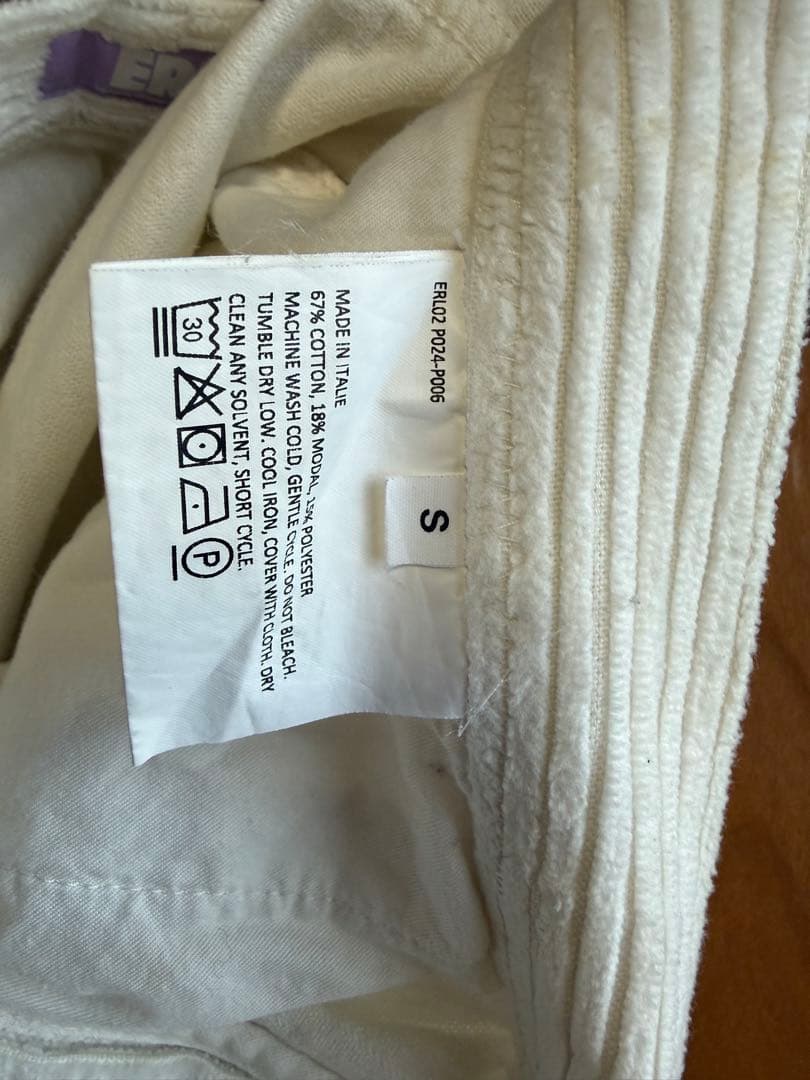 ER
ERL02 P024-P006
S
MADE IN ITALIE
67% COTTON, 18% MODAL, 15% POLYESTER
MACHINE WASH COLD, GENTLE CYCLE. DO NOT BLEACH.
TUMBLE DRY LOW. COOL IRON, COVER WITH CLOTH. DRY
CLEAN ANY SOLVENT, SHORT CYCLE.
30
P